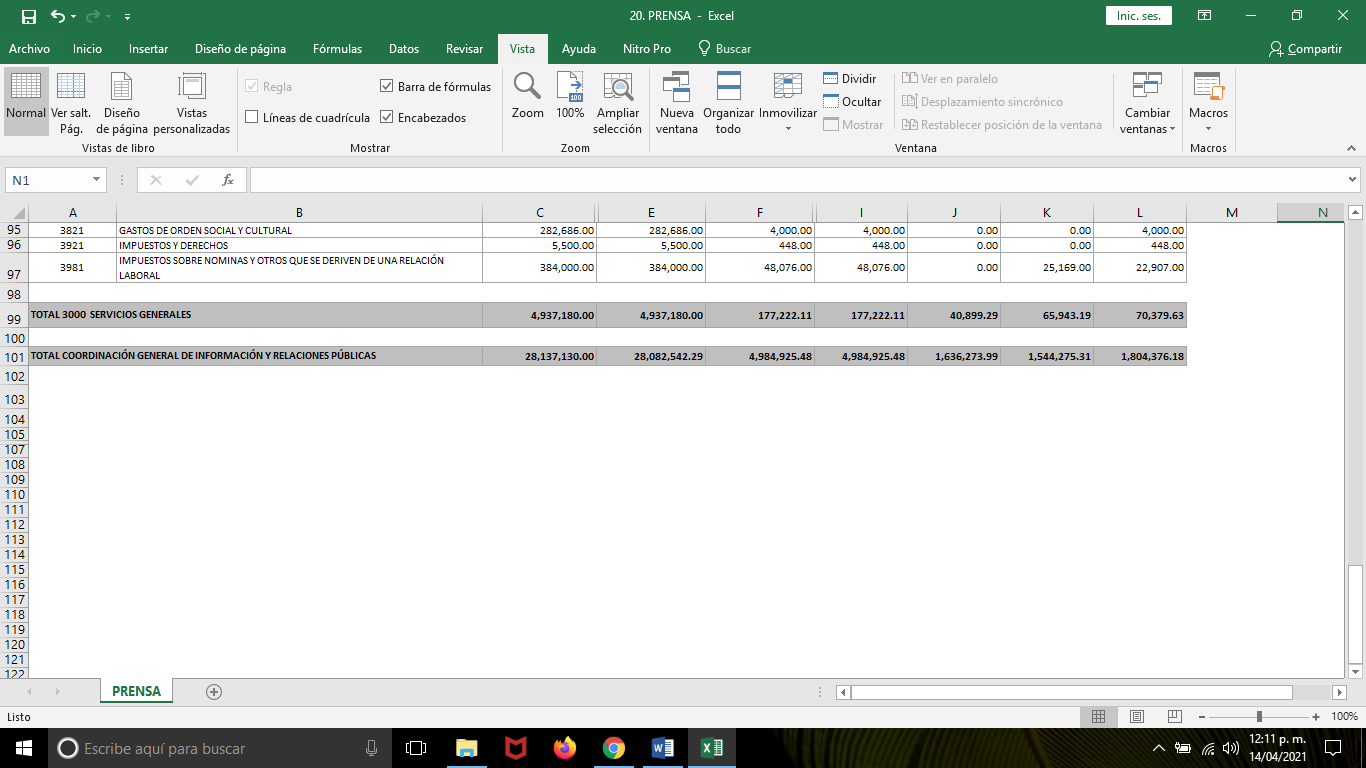 20. PRENSA - Excel
Inic. ses.
Archivo Inicio Insertar Diseño de página Fórmulas Datos Revisar Vista Ayuda Nitro Pro Buscar Compartir
Normal
Ver salt. Pág.
Diseño de página
Vistas personalizadas
Vistas de libro
Regla
Barra de fórmulas
Líneas de cuadrícula
Encabezados
Mostrar
Zoom
100
100%
Ampliar selección
Zoom
Nueva ventana
Organizar todo
Inmovilizar
Dividir
Ocultar
Mostrar
Ver en paralelo
Desplazamiento sincrónico
Restablecer posición de la ventana
Cambiar ventanas
Ventana
Macros
Macros
N1
fx
A B C E F I J K L M N
95 3821 GASTOS DE ORDEN SOCIAL Y CULTURAL 282,686.00 282,686.00 4,000.00 4,000.00 0.00 0.00 4,000.00
96 3921 IMPUESTOS Y DERECHOS 5,500.00 5,500.00 448.00 448.00 0.00 0.00 448.00
97 3981 IMPUESTOS SOBRE NOMINAS Y OTROS QUE SE DERIVEN DE UNA RELACIÓN
LABORAL 384,000.00 384,000.00 48,076.00 48,076.00 0.00 25,169.00 22,907.00
98
99 TOTAL 3000 SERVICIOS GENERALES 4,937,180.00 4,937,180.00 177,222.11 177,222.11 40,899.29 65,943.19 70,379.63
100
101 TOTAL COORDINACIÓN GENERAL DE INFORMACIÓN Y RELACIONES PÚBLICAS 28,137,130.00 28,082,542.29 4,984,925.48 4,984,925.48 1,636,273.99 1,544,275.31 1,804,376.18
102
103
104
105
107
108
109
110
111
112
113
114
115
116
117
118
119
120
121
122
PRENSA
Listo
100%
Escribe aquí para buscar
12:11 p. m.
14/04/2021